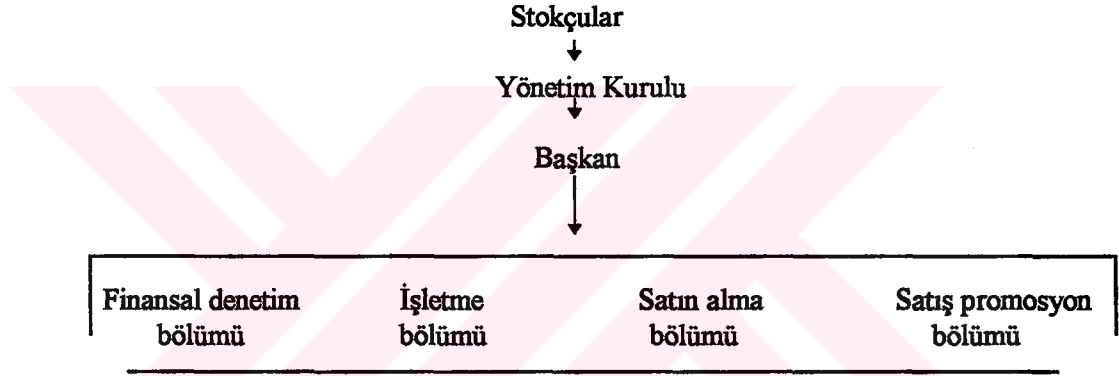 Stokçular
Yönetim Kurulu
Başkan
Finansal denetim bölümü
İşletme bölümü
Satın alma bölümü
Satış promosyon bölümü